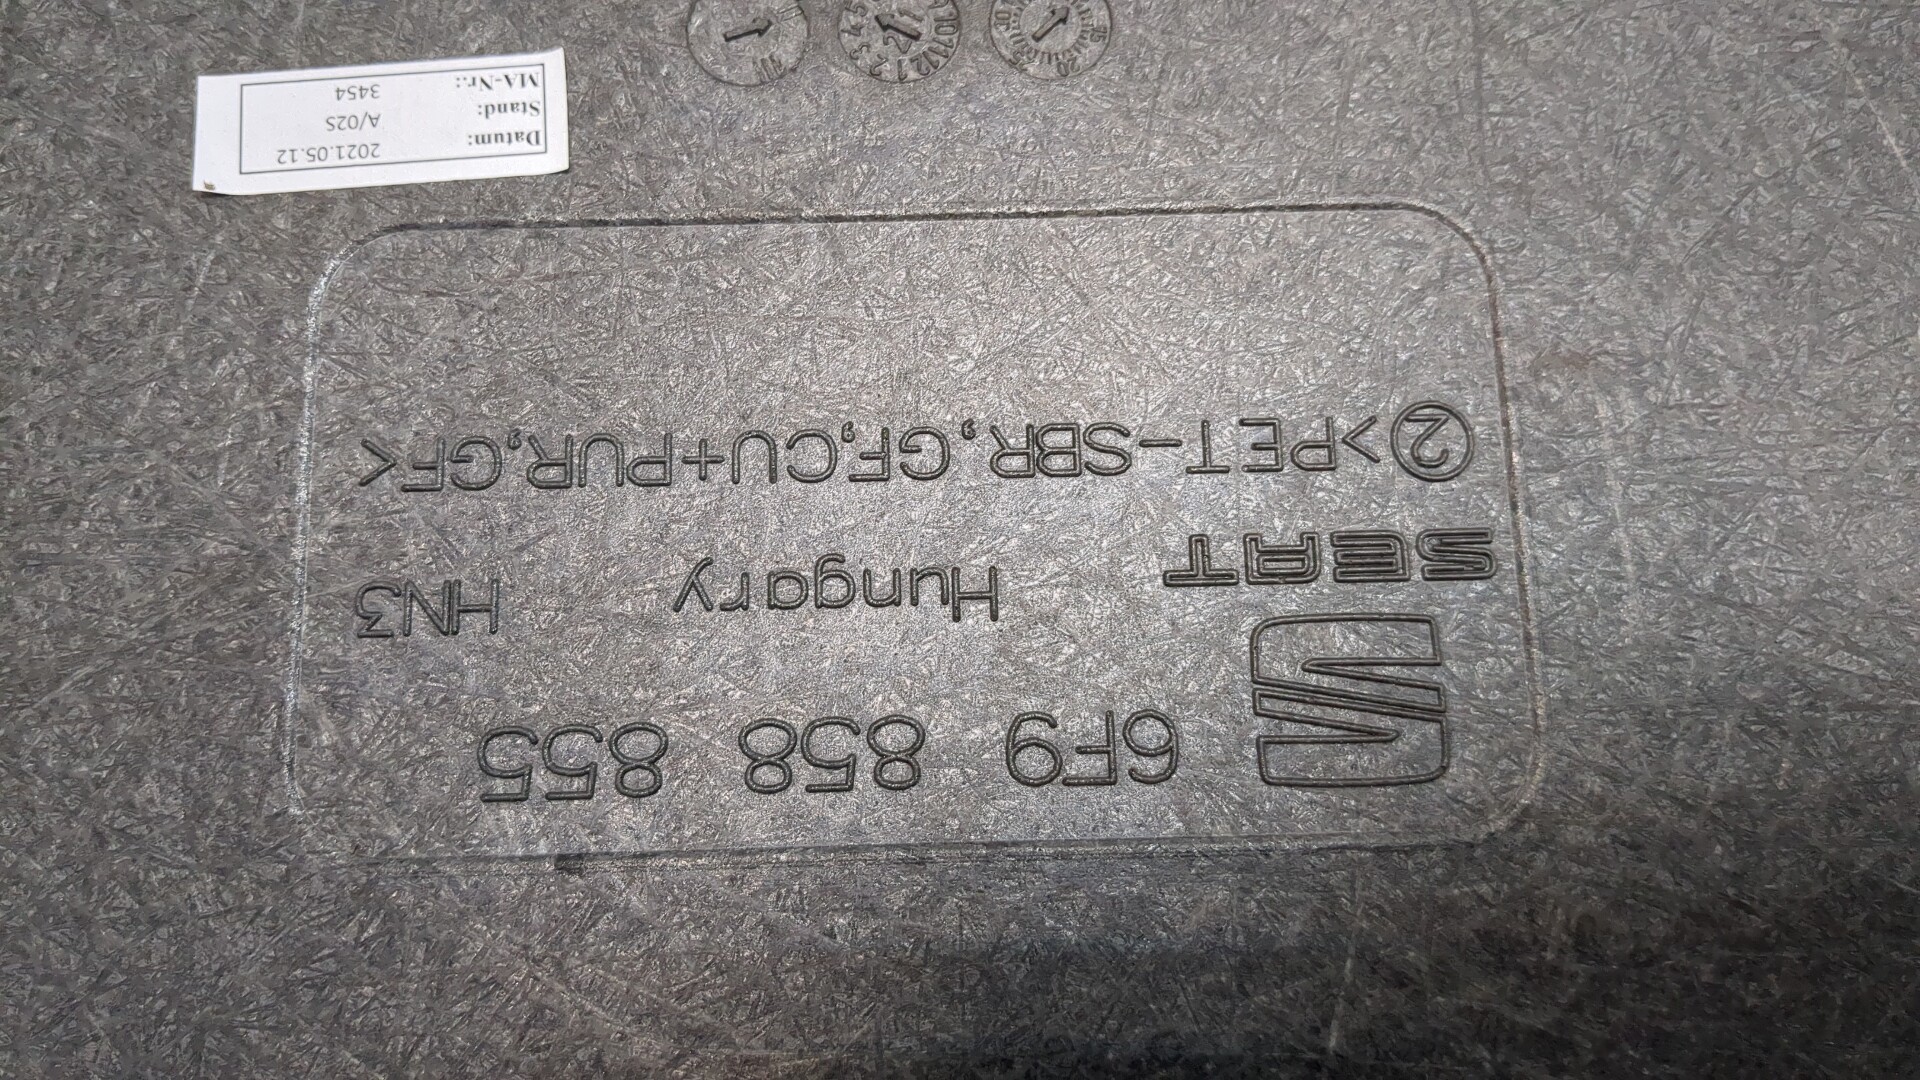 6F9 858 855
SEAT Hungary HN3
②>PET-SBR,GF,CU+PUR,GF<
Datum: 2021.05.12
Stand: A/02S
MA-Nr.: 3454